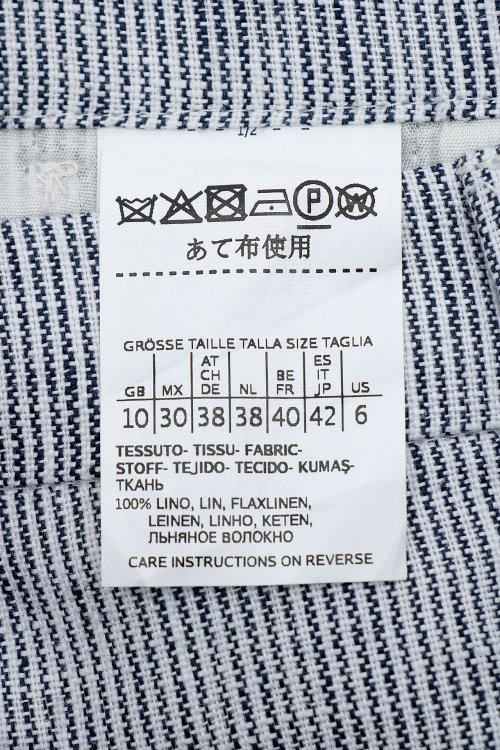 - - 1/2 - -
P W
あて布使用
GRÖSSE TAILLE TALLA SIZE TAGLIA
GB MX AT CH DE NL BE FR ES IT JP US
10 30 38 38 40 42 6
TESSUTO- TISSU- FABRIC-
STOFF- TEJIDO- TECIDO- KUMAŞ-
ТКАНЬ
100% LINO, LIN, FLAXLINEN,
LEINEN, LINHO, KETEN,
ЛЬНЯНОЕ ВОЛОКНО
CARE INSTRUCTIONS ON REVERSE